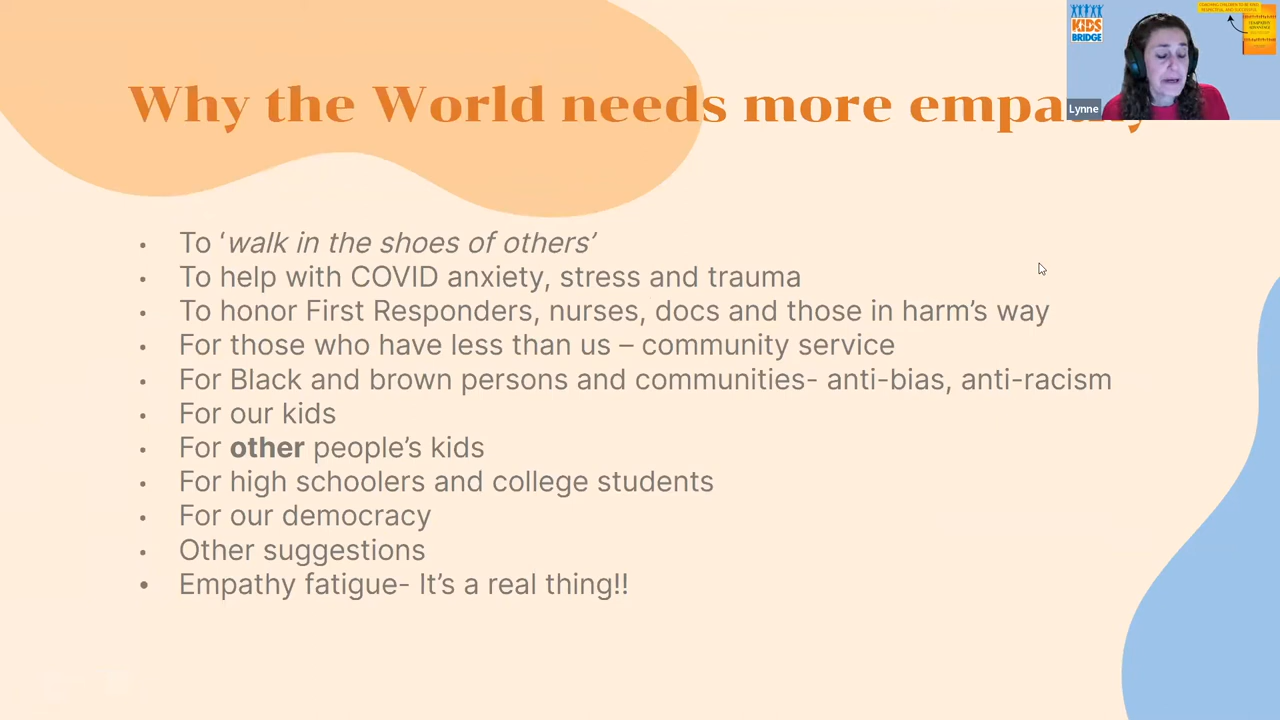 Why the World needs more empathy
KIDS
BRIDGE
Lynne
• To ‘walk in the shoes of others’
• To help with COVID anxiety, stress and trauma
• To honor First Responders, nurses, docs and those in harm’s way
• For those who have less than us – community service
• For Black and brown persons and communities- anti-bias, anti-racism
• For our kids
• For other people’s kids
• For high schoolers and college students
• For our democracy
• Other suggestions
• Empathy fatigue- It’s a real thing!!